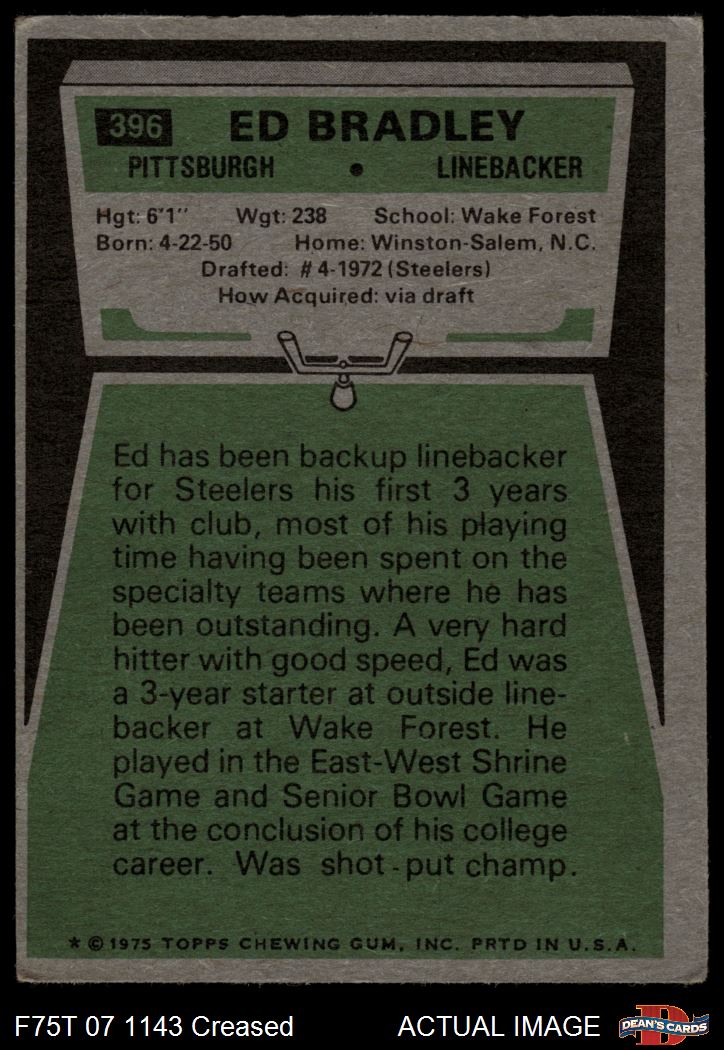 396 ED BRADLEY
PITTSBURGH • LINEBACKER
Hgt: 6'1" Wgt: 238 School: Wake Forest
Born: 4-22-50 Home: Winston-Salem, N.C.
Drafted: #4-1972 (Steelers)
How Acquired: via draft
Ed has been backup linebacker
for Steelers his first 3 years
with club, most of his playing
time having been spent on the
specialty teams where he has
been outstanding. A very hard
hitter with good speed, Ed was
a 3-year starter at outside line-
backer at Wake Forest. He
played in the East-West Shrine
Game and Senior Bowl Game
at the conclusion of his college
career. Was shot-put champ.
* © 1975 TOPPS CHEWING GUM, INC. PRTD IN U.S.A.
F75T 07 1143 Creased ACTUAL IMAGE
D
DEAN'S CARDS